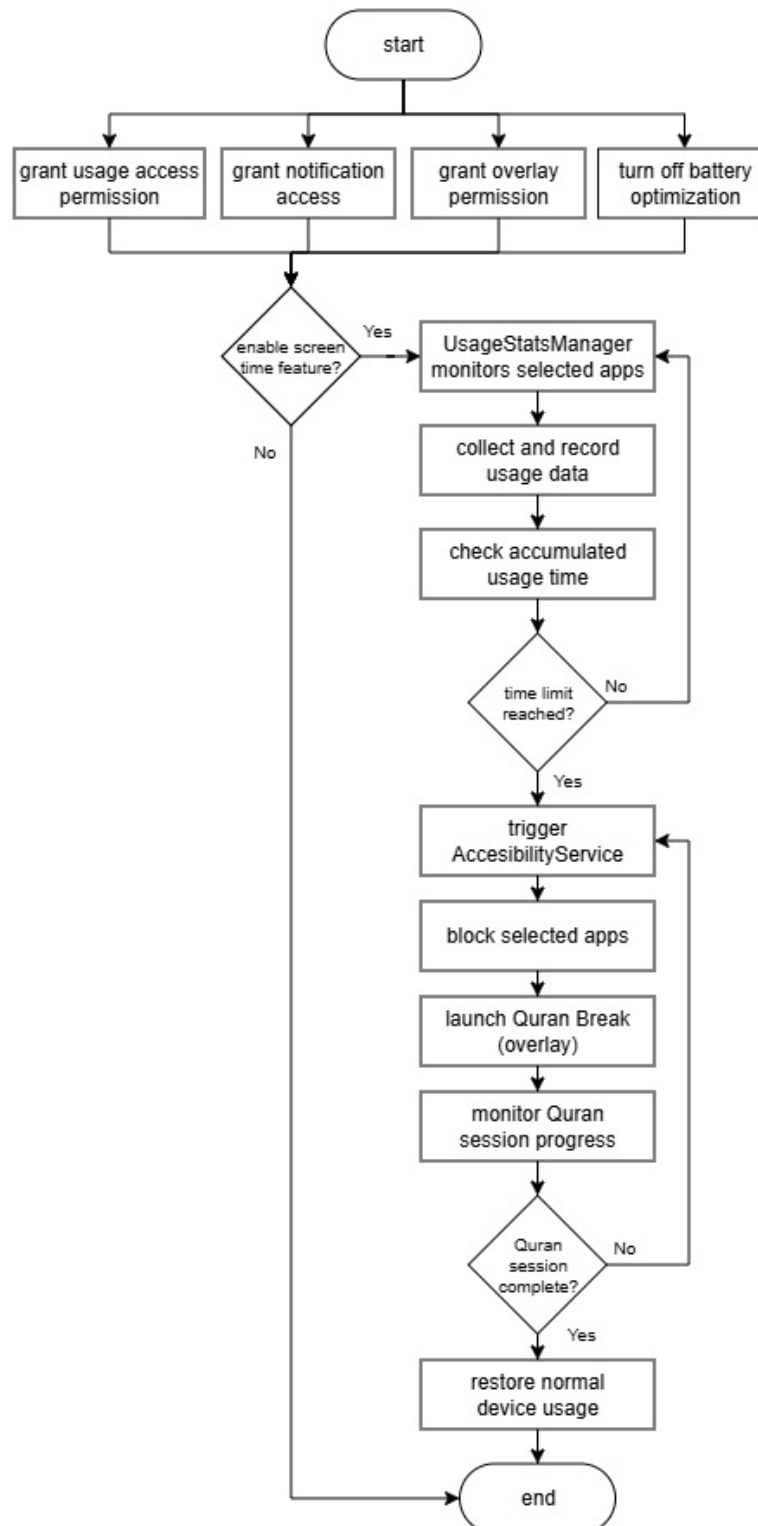 start
grant usage access
permission
grant notification
access
grant overlay
permission
turn off battery
optimization
enable screen
time feature?
Yes
No
UsageStatsManager
monitors selected apps
collect and record
usage data
check accumulated
usage time
time limit
reached?
No
Yes
trigger
AccesibilityService
block selected apps
launch Quran Break
(overlay)
monitor Quran
session progress
Quran
session
complete?
No
Yes
restore normal
device usage
end